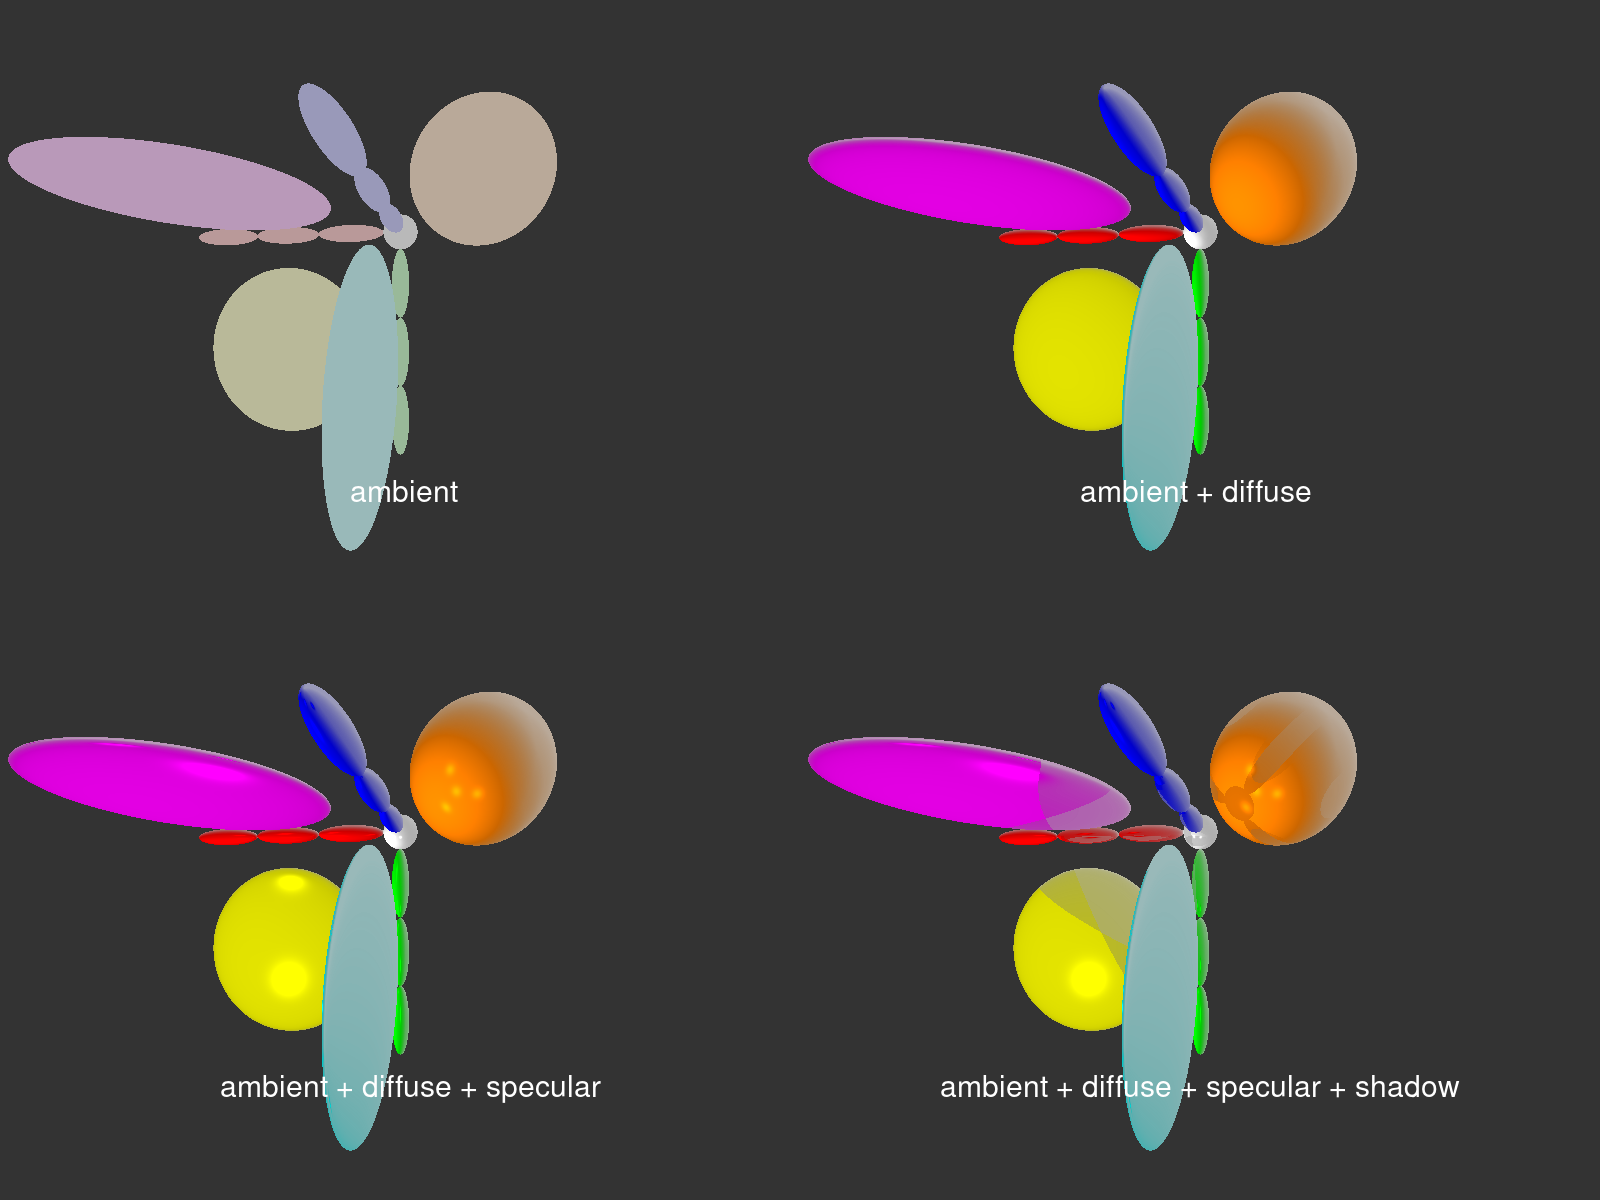 ambient
ambient + diffuse
ambient + diffuse + specular
ambient + diffuse + specular + shadow